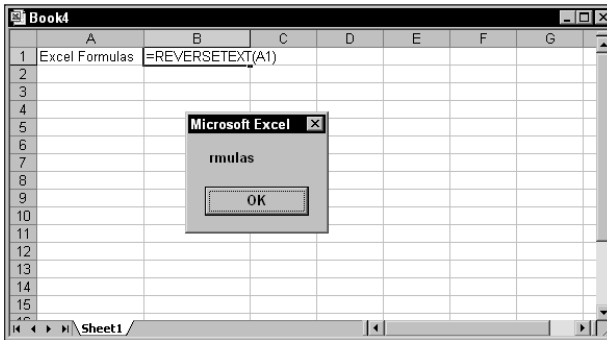 Book4
A B C D E F G
1 Excel Formulas =REVERSETEXT(A1)
2
3
4
5 Microsoft Excel
6
7 rmulas
8
9 OK
10
11
12
13
14
15
Sheet1